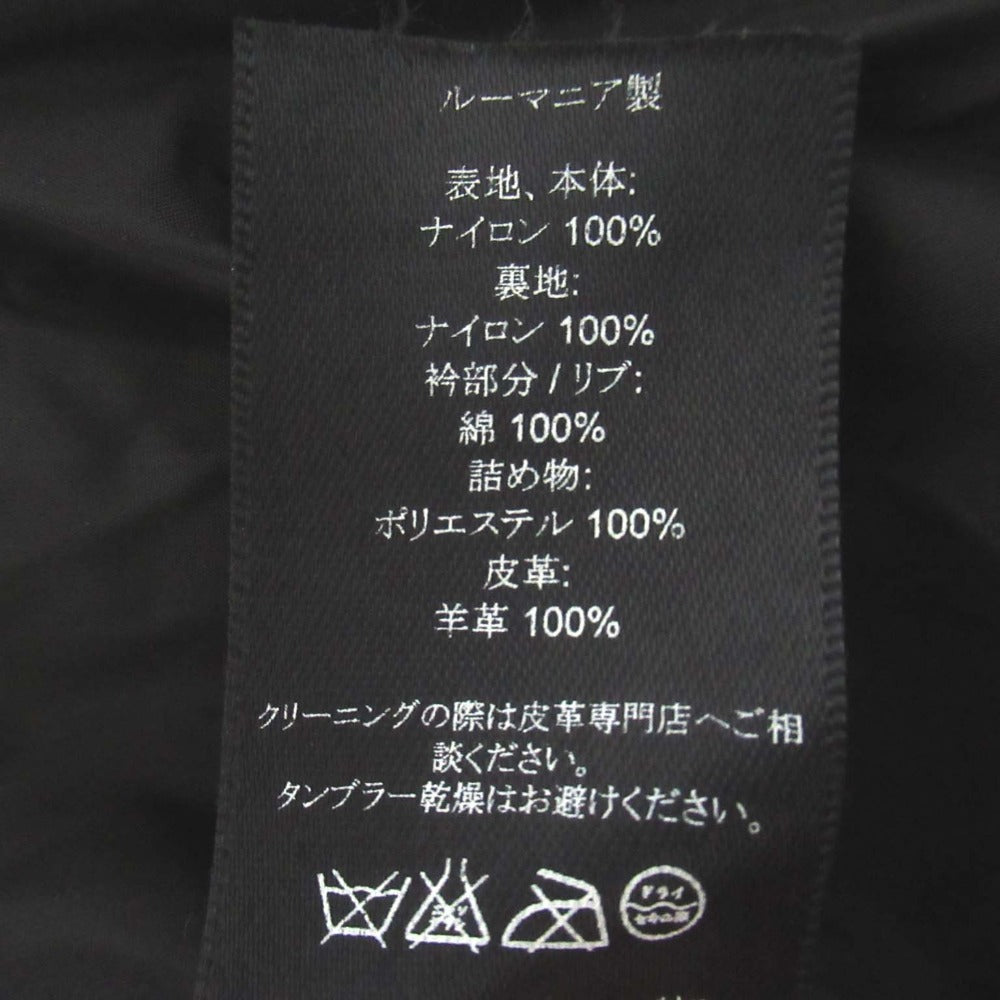 ルーマニア製
表地、本体:
ナイロン 100%
裏地:
ナイロン 100%
衿部分 / リブ:
綿 100%
詰め物:
ポリエステル 100%
皮革:
羊革 100%
クリーニングの際は皮革専門店へご相
談ください。
タンブラー乾燥はお避けください。
ドライ
セキユ系